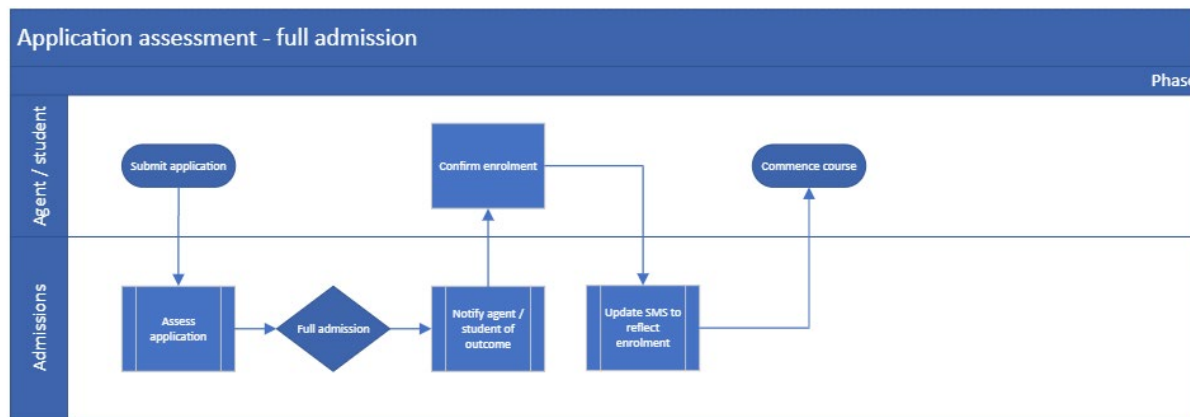 Application assessment - full admission
Phase
Agent / student
Submit application
Confirm enrolment
Commence course
Admissions
Assess
application
Full admission
Notify agent /
student of
outcome
Update SMS to
reflect
enrolment